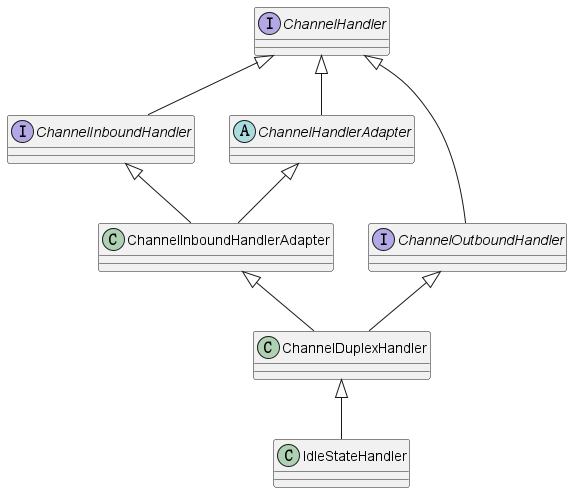 I ChannelHandler
I ChannelInboundHandler
A ChannelHandlerAdapter
C ChannelInboundHandlerAdapter
I ChannelOutboundHandler
C ChannelDuplexHandler
C IdleStateHandler